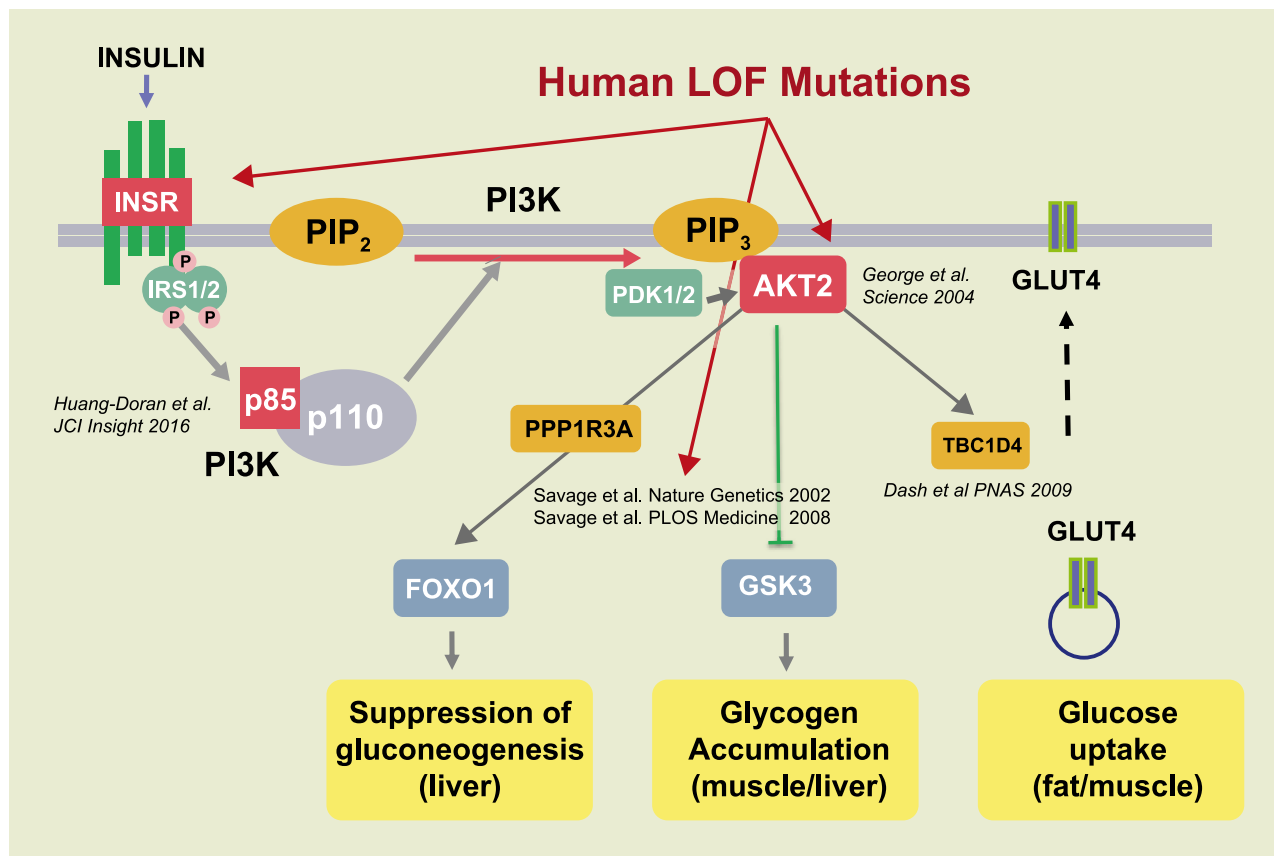 INSULIN
Human LOF Mutations
INSR
PIP2
PI3K
PIP3
P
IRS1/2
P
P
PDK1/2
AKT2
George et al.
Science 2004
GLUT4
Huang-Doran et al.
JCI Insight 2016
p85
p110
PI3K
PPP1R3A
TBC1D4
Savage et al. Nature Genetics 2002
Savage et al. PLOS Medicine 2008
Dash et al PNAS 2009
GLUT4
FOXO1
GSK3
Suppression of
gluconeogenesis
(liver)
Glycogen
Accumulation
(muscle/liver)
Glucose
uptake
(fat/muscle)